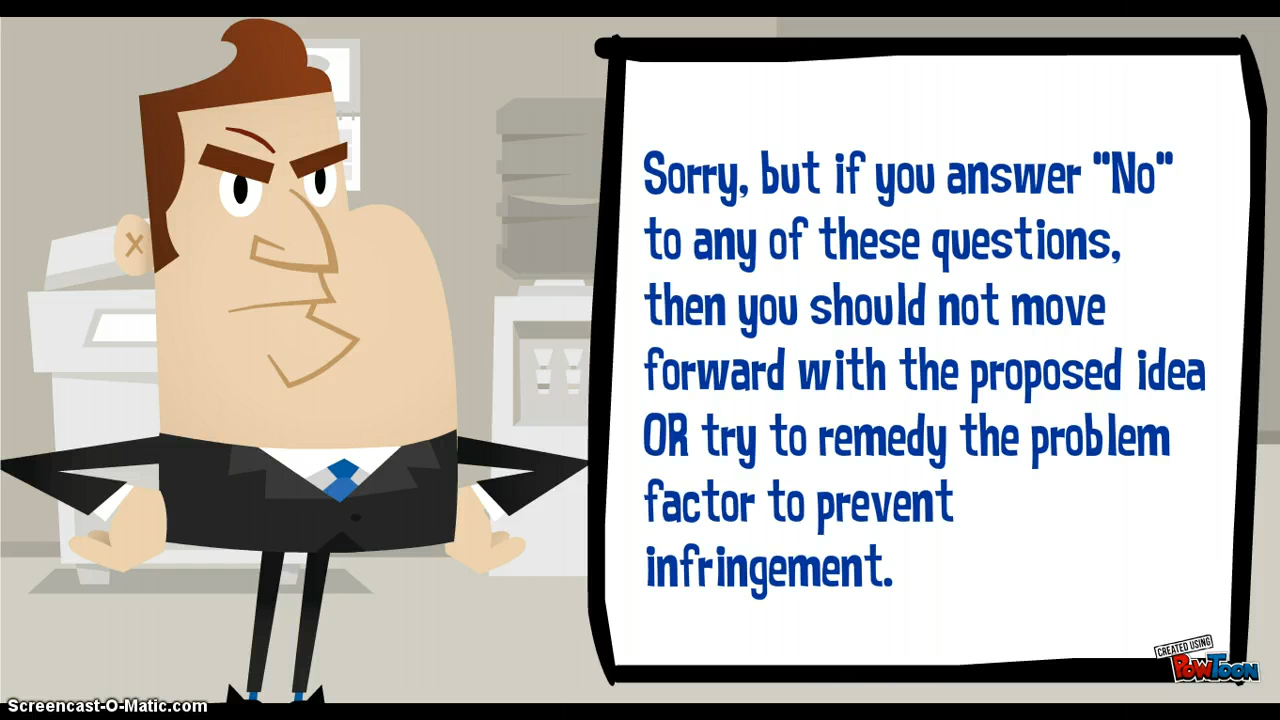 Sorry, but if you answer "No"
to any of these questions,
then you should not move
forward with the proposed idea
OR try to remedy the problem
factor to prevent
infringement.
CREATED USING
POWTOON
Screencast-O-Matic.com